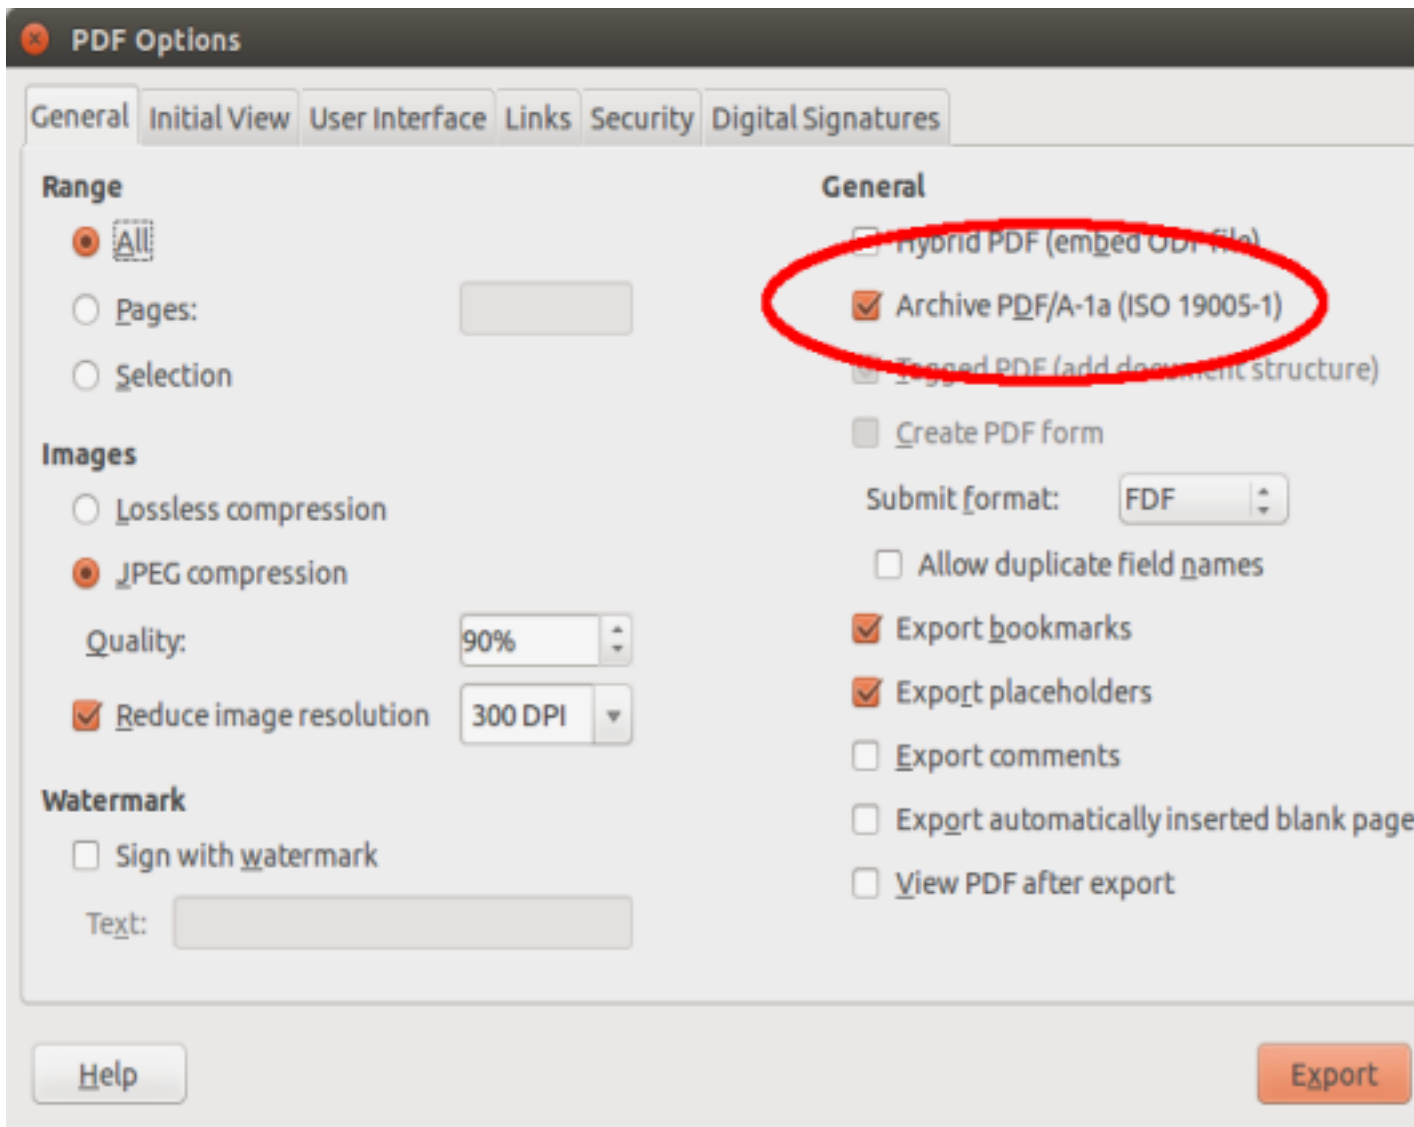 PDF Options
General Initial View User Interface Links Security Digital Signatures
Range
All
Pages:
Selection
Images
Lossless compression
JPEG compression
Quality: 90%
Reduce image resolution 300 DPI
Watermark
Sign with watermark
Text:
General
Hybrid PDF (embed ODF file)
Archive PDF/A-1a (ISO 19005-1)
Tagged PDF (add document structure)
Create PDF form
Submit format: FDF
Allow duplicate field names
Export bookmarks
Export placeholders
Export comments
Export automatically inserted blank page
View PDF after export
Help
Export